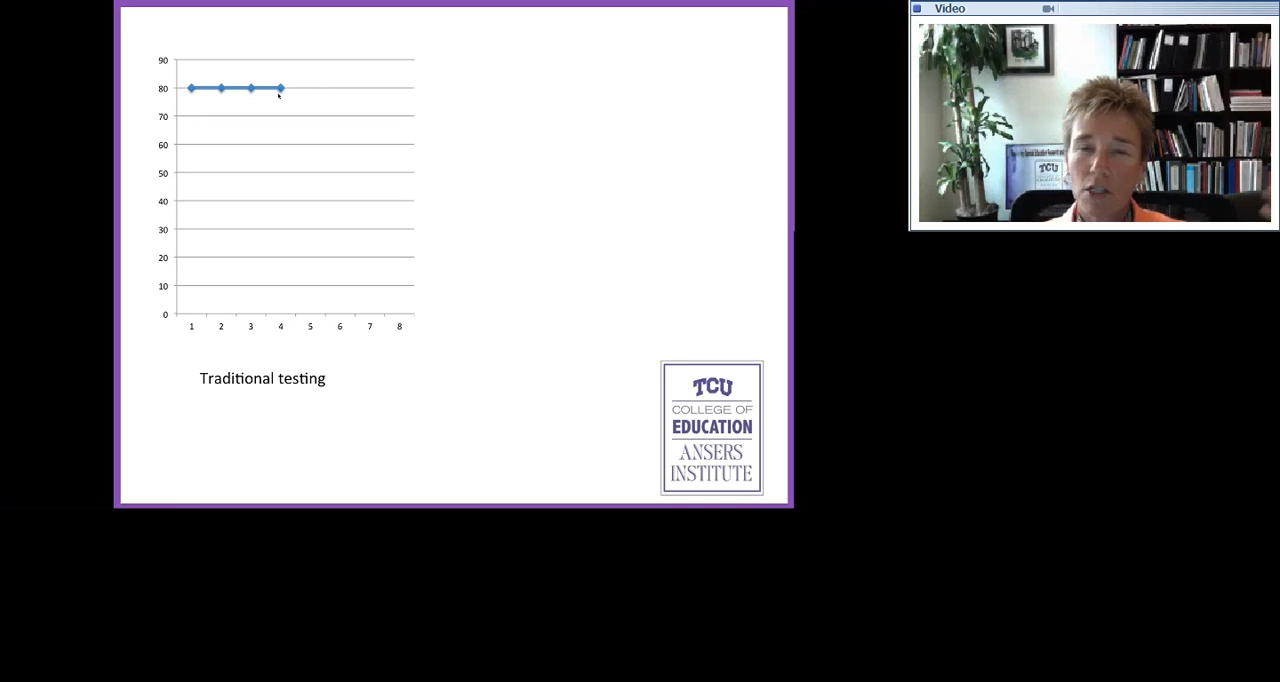 Video
90
80
70
60
50
40
30
20
10
0
1 2 3 4 5 6 7 8
Traditional testing
TCU
COLLEGE OF
EDUCATION
ANSERS
INSTITUTE
TCU